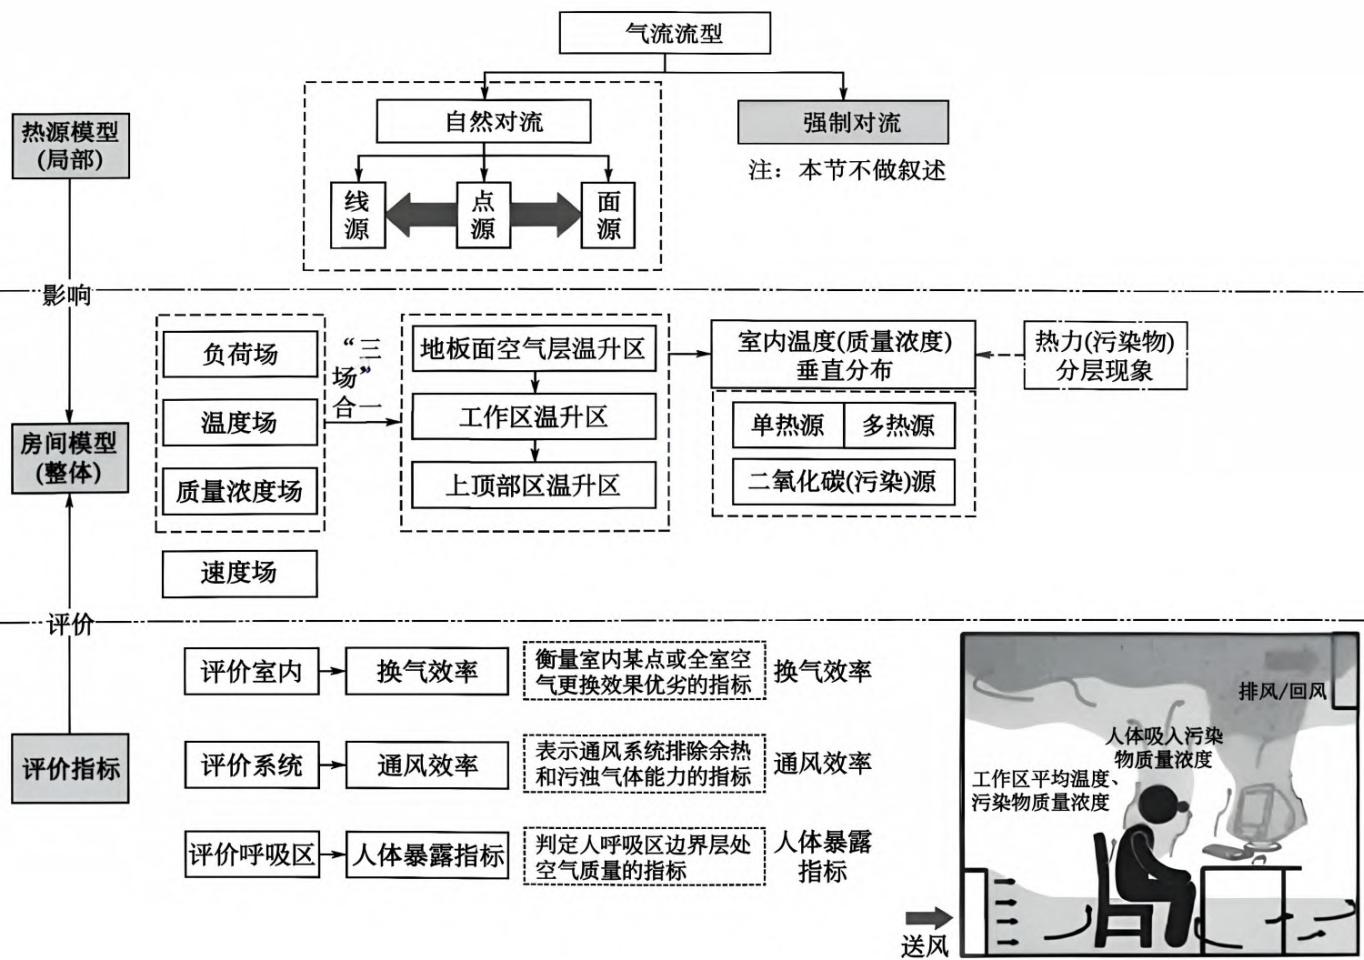 气流流型
自然对流
强制对流
注：本节不做叙述
热源模型
(局部)
线
源
点
源
面
源
影响
负荷场
温度场
质量浓度场
速度场
“三
场”
合一
地板面空气层温升区
工作区温升区
上顶部区温升区
室内温度(质量浓度)
垂直分布
热力(污染物)
分层现象
单热源
多热源
二氧化碳(污染)源
房间模型
(整体)
评价
评价指标
评价室内
换气效率
衡量室内某点或全室空
气更换效果优劣的指标
换气效率
评价系统
通风效率
表示通风系统排除余热
和污浊气体能力的指标
通风效率
评价呼吸区
人体暴露指标
判定人呼吸区边界层处
空气质量的指标
人体暴露
指标
排风/回风
人体吸入污染
物质量浓度
工作区平均温度、
污染物质量浓度
送风